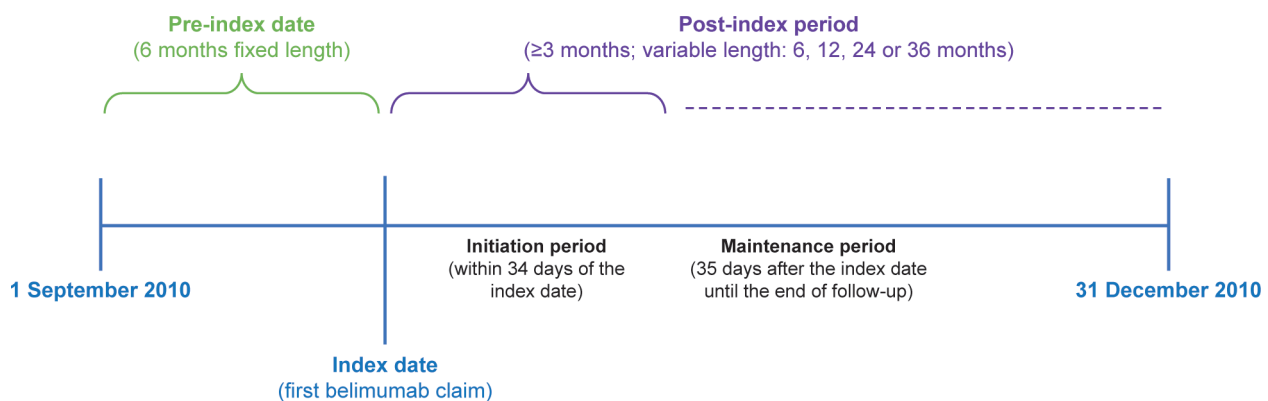 Pre-index date
(6 months fixed length)
Post-index period
(≥3 months; variable length: 6, 12, 24 or 36 months)
Initiation period
(within 34 days of the
index date)
Maintenance period
(35 days after the index date
until the end of follow-up)
1 September 2010
31 December 2010
Index date
(first belimumab claim)